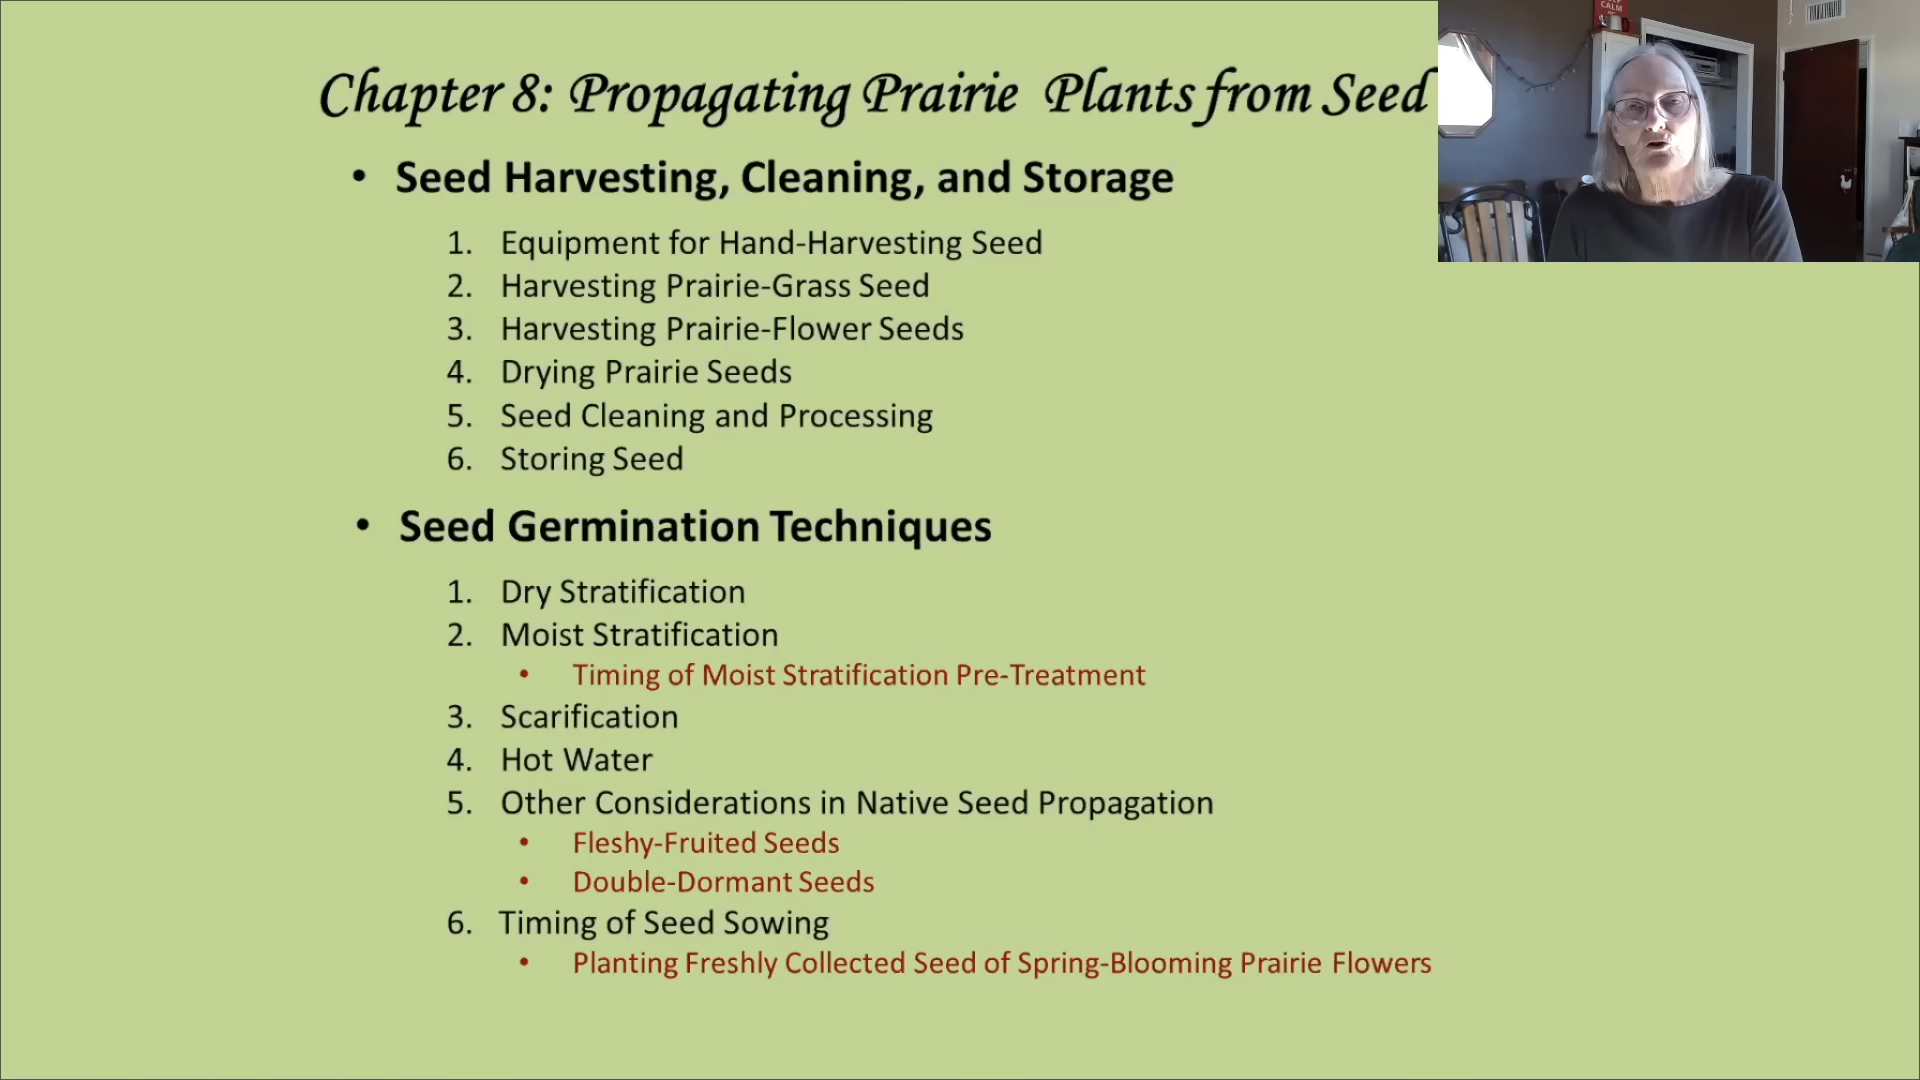 Chapter 8: Propagating Prairie Plants from Seed
CALM
• Seed Harvesting, Cleaning, and Storage
1. Equipment for Hand-Harvesting Seed
2. Harvesting Prairie-Grass Seed
3. Harvesting Prairie-Flower Seeds
4. Drying Prairie Seeds
5. Seed Cleaning and Processing
6. Storing Seed
• Seed Germination Techniques
1. Dry Stratification
2. Moist Stratification
• Timing of Moist Stratification Pre-Treatment
3. Scarification
4. Hot Water
5. Other Considerations in Native Seed Propagation
• Fleshy-Fruited Seeds
• Double-Dormant Seeds
6. Timing of Seed Sowing
• Planting Freshly Collected Seed of Spring-Blooming Prairie Flowers